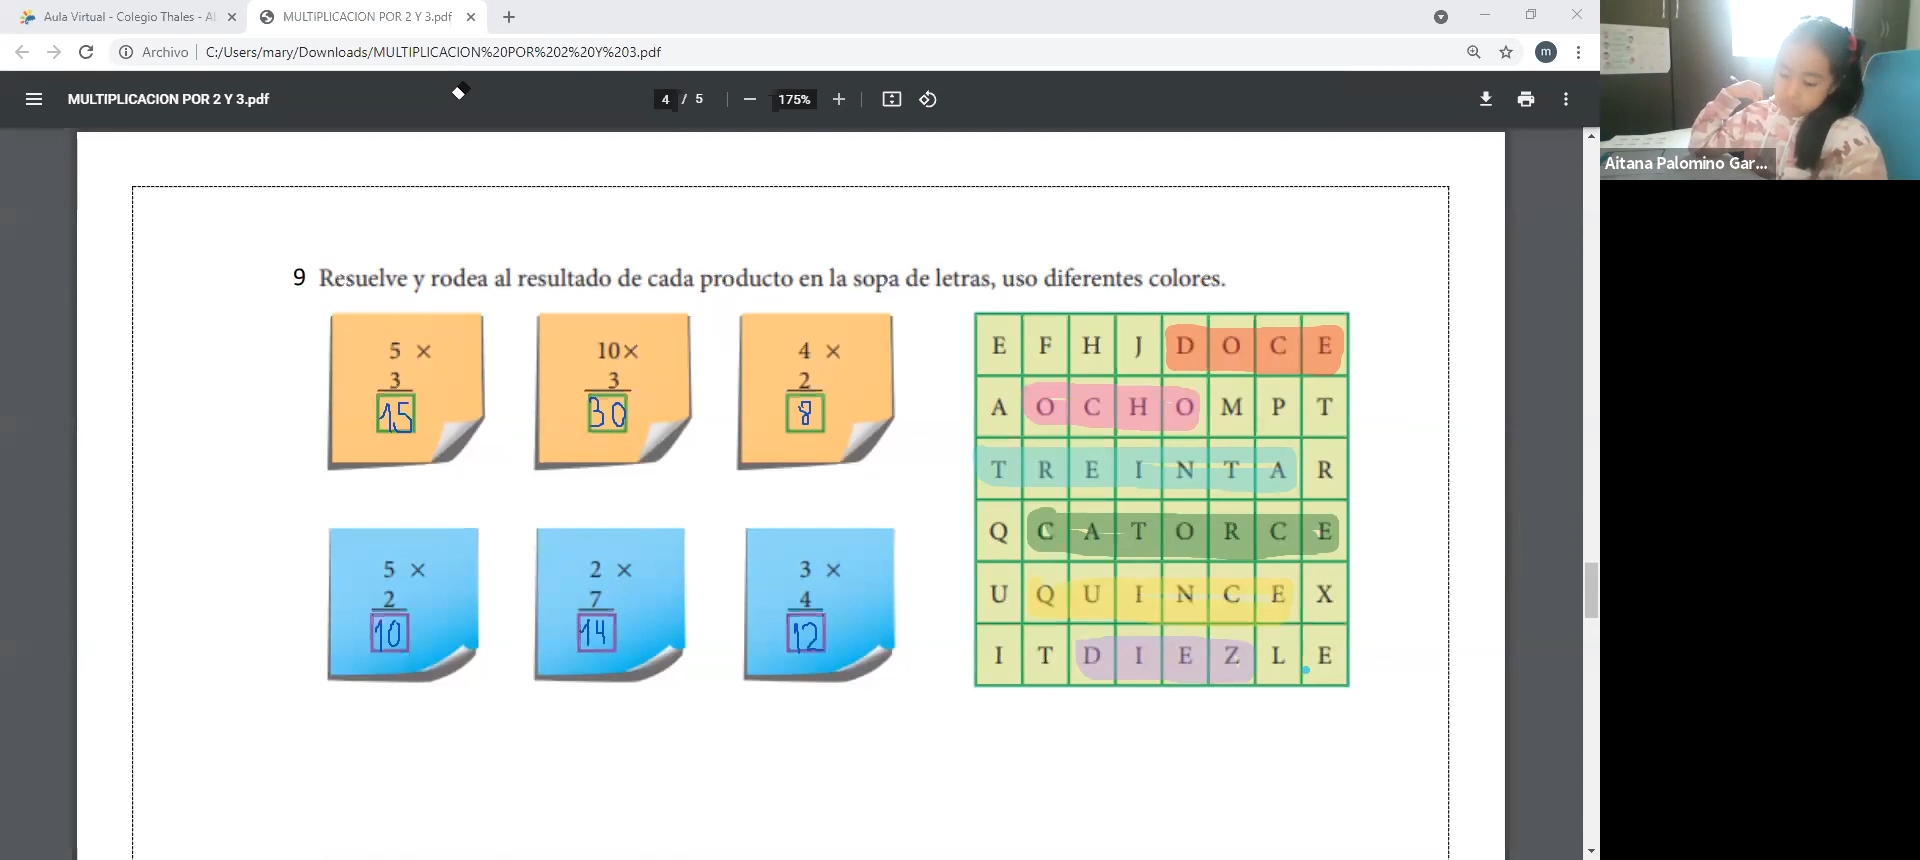 Aula Virtual - Colegio Thales - Al
MULTIPLICACION POR 2 Y 3.pdf
Archivo
C:/Users/mary/Downloads/MULTIPLICACION%20POR%202%20Y%203.pdf
m
MULTIPLICACION POR 2 Y 3.pdf
4 / 5
175%
Aitana Palomino Gar...
9 Resuelve y rodea al resultado de cada producto en la sopa de letras, uso diferentes colores.
5 ×
3
15
10×
3
30
4 ×
2
8
5 ×
2
10
2 ×
7
14
3 ×
4
12
E F H J D O C E
A O C H O M P T
T R E I N T A R
Q C A T O R C E
U Q U I N C E X
I T D I E Z L E